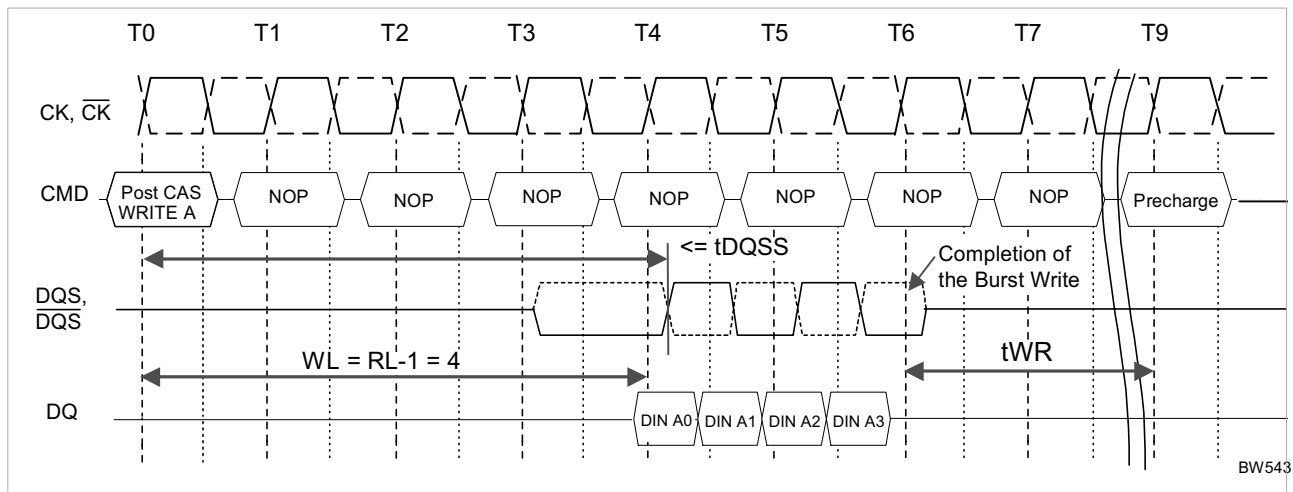 T0 T1 T2 T3 T4 T5 T6 T7 T9
CK, CK
CMD
Post CAS
WRITE A
NOP NOP NOP NOP NOP NOP NOP Precharge
<= tDQSS
Completion of
the Burst Write
DQS,
DQS
WL = RL-1 = 4
tWR
DQ
DIN A0 DIN A1 DIN A2 DIN A3
BW543